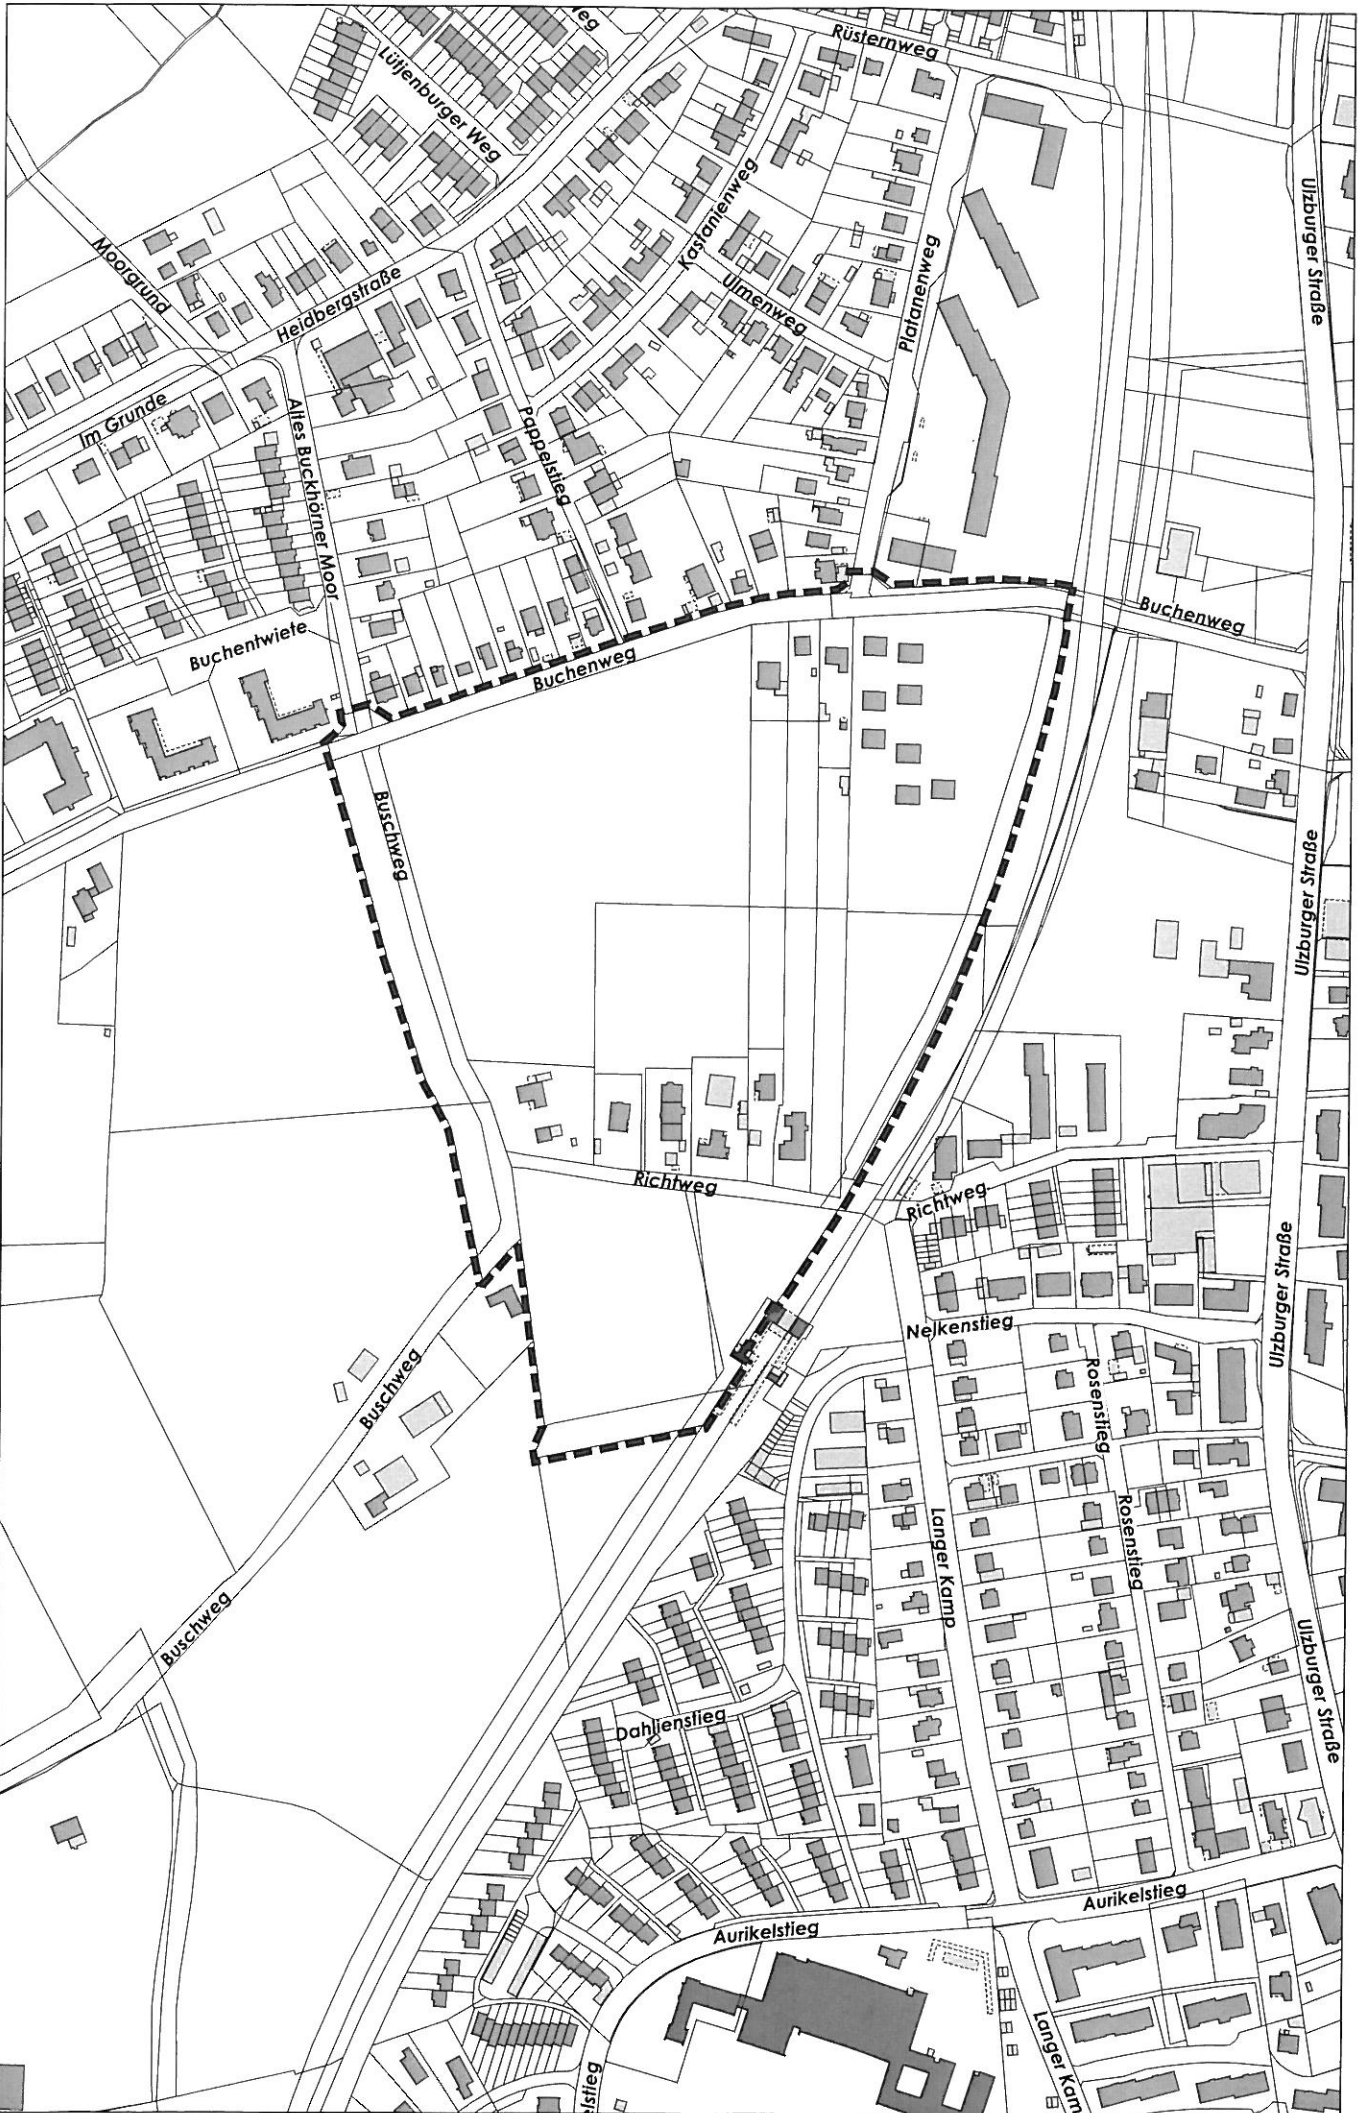 Rüsternweg
Lütjenburger Weg
Kastanienweg
Ulzburger Straße
Moorgrund
Heidbergstraße
Ulmenweg
Platanenweg
Im Grunde
Altes Buckhörner Moor
Pappelstieg
Buchenweg
Buchentwiete
Buchenweg
Buschweg
Ulzburger Straße
Richtweg
Richtweg
Ulzburger Straße
Nelkenstieg
Buschweg
Rosenstieg
Rosenstieg
Langer Kamp
Buschweg
Ulzburger Straße
Dahlienstieg
Aurikelstieg
Aurikelstieg
Langer Kam
elstieg